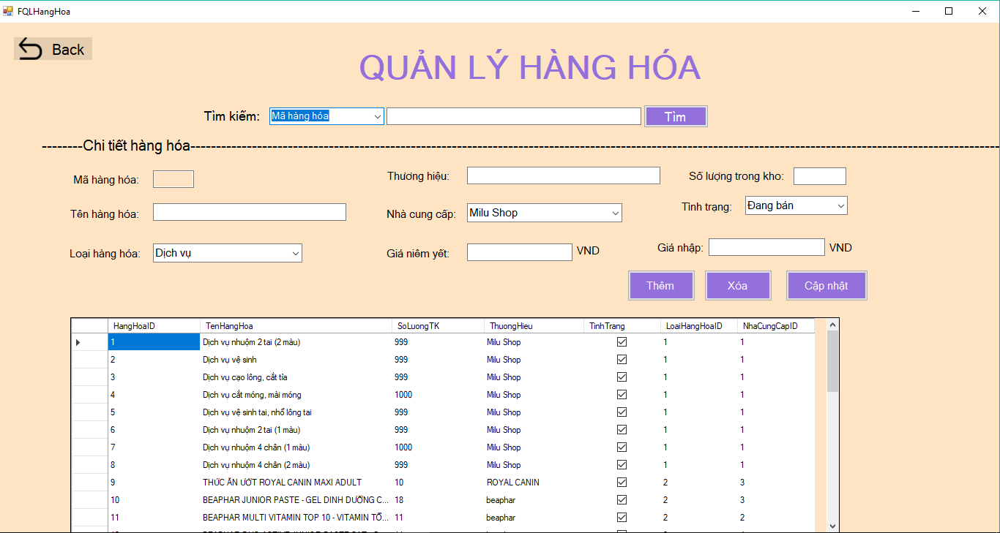 FQLHangHoa
Back
QUẢN LÝ HÀNG HÓA
Tìm kiếm: Mã hàng hóa Tìm
--------Chi tiết hàng hóa--------
Mã hàng hóa: Thương hiệu: Số lượng trong kho:
Tên hàng hóa: Nhà cung cấp: Milu Shop Tình trạng: Đang bán
Loại hàng hóa: Dịch vụ Giá niêm yết: VND Giá nhập: VND
Thêm Xóa Cập nhật
HangHoaID TenHangHoa SoLuongTK ThuongHieu TinhTrang LoaiHangHoaID NhaCungCapID
1 Dịch vụ nhuộm 2 tai (2 màu) 999 Milu Shop 1 1
2 Dịch vụ vệ sinh 999 Milu Shop 1 1
3 Dịch vụ cạo lông, cắt tỉa 999 Milu Shop 1 1
4 Dịch vụ cắt móng, mài móng 1000 Milu Shop 1 1
5 Dịch vụ vệ sinh tai, nhổ lông tai 999 Milu Shop 1 1
6 Dịch vụ nhuộm 2 tai (1 màu) 999 Milu Shop 1 1
7 Dịch vụ nhuộm 4 chân (1 màu) 1000 Milu Shop 1 1
8 Dịch vụ nhuộm 4 chân (2 màu) 999 Milu Shop 1 1
9 THỨC ĂN ƯỚT ROYAL CANIN MAXI ADULT 10 ROYAL CANIN 2 3
10 BEAPHAR JUNIOR PASTE - GEL DINH DƯỠNG C... 18 beaphar 2 3
11 BEAPHAR MULTI VITAMIN TOP 10 - VITAMIN TỔ... 11 beaphar 2 2